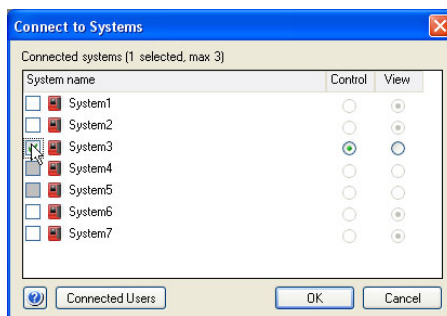 Connect to Systems
Connected systems (1 selected, max 3)
System name Control View
System1
System2
System3
System4
System5
System6
System7
? Connected Users OK Cancel